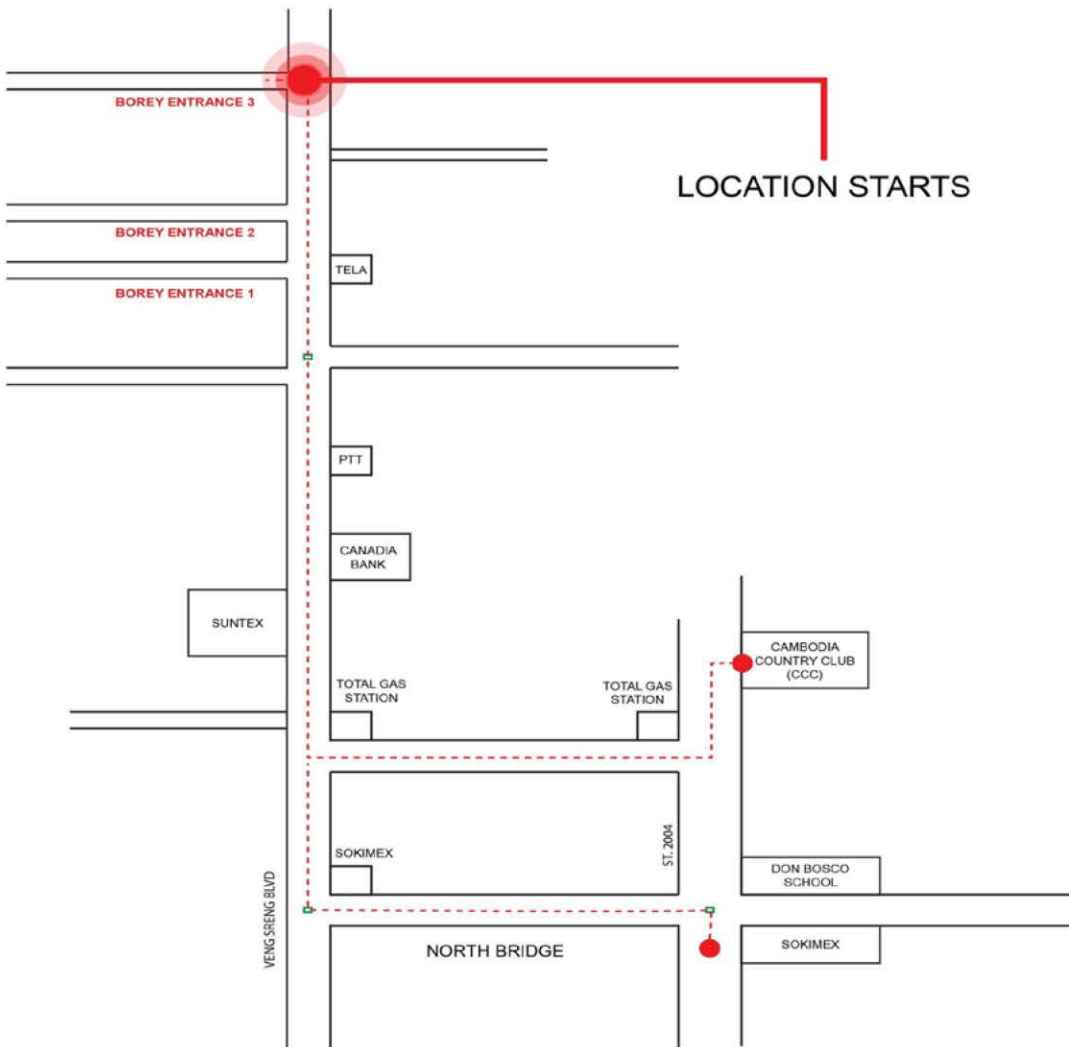 BOREY ENTRANCE 3
LOCATION STARTS
BOREY ENTRANCE 2
TELA
BOREY ENTRANCE 1
PTT
CANADIA
BANK
SUNTEX
CAMBODIA
COUNTRY CLUB
(CCC)
TOTAL GAS
STATION
TOTAL GAS
STATION
ST. 2004
SOKIMEX
DON BOSCO
SCHOOL
VENG SRENG BLVD
NORTH BRIDGE
SOKIMEX